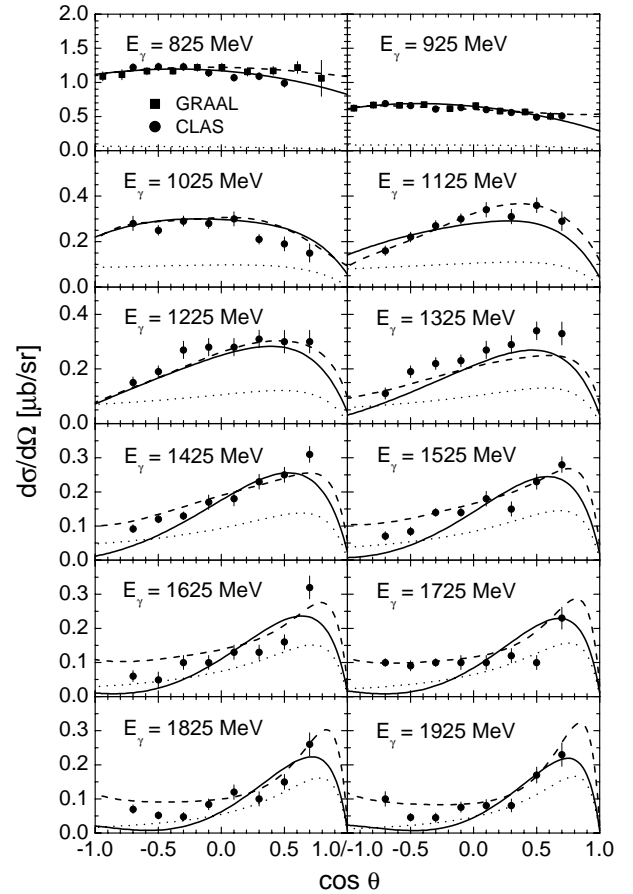 2.0
1.5
1.0
0.5
0.0
E_γ = 825 MeV
GRAAL
CLAS
E_γ = 925 MeV
0.4
0.2
0.0
E_γ = 1025 MeV
E_γ = 1125 MeV
0.4
0.2
0.0
E_γ = 1225 MeV
E_γ = 1325 MeV
dσ/dΩ [μb/sr]
0.3
0.2
0.1
0.0
E_γ = 1425 MeV
E_γ = 1525 MeV
0.3
0.2
0.1
0.0
E_γ = 1625 MeV
E_γ = 1725 MeV
0.3
0.2
0.1
0.0
E_γ = 1825 MeV
E_γ = 1925 MeV
-1.0 -0.5 0.0 0.5 1.0/-1.0 -0.5 0.0 0.5 1.0
cos θ